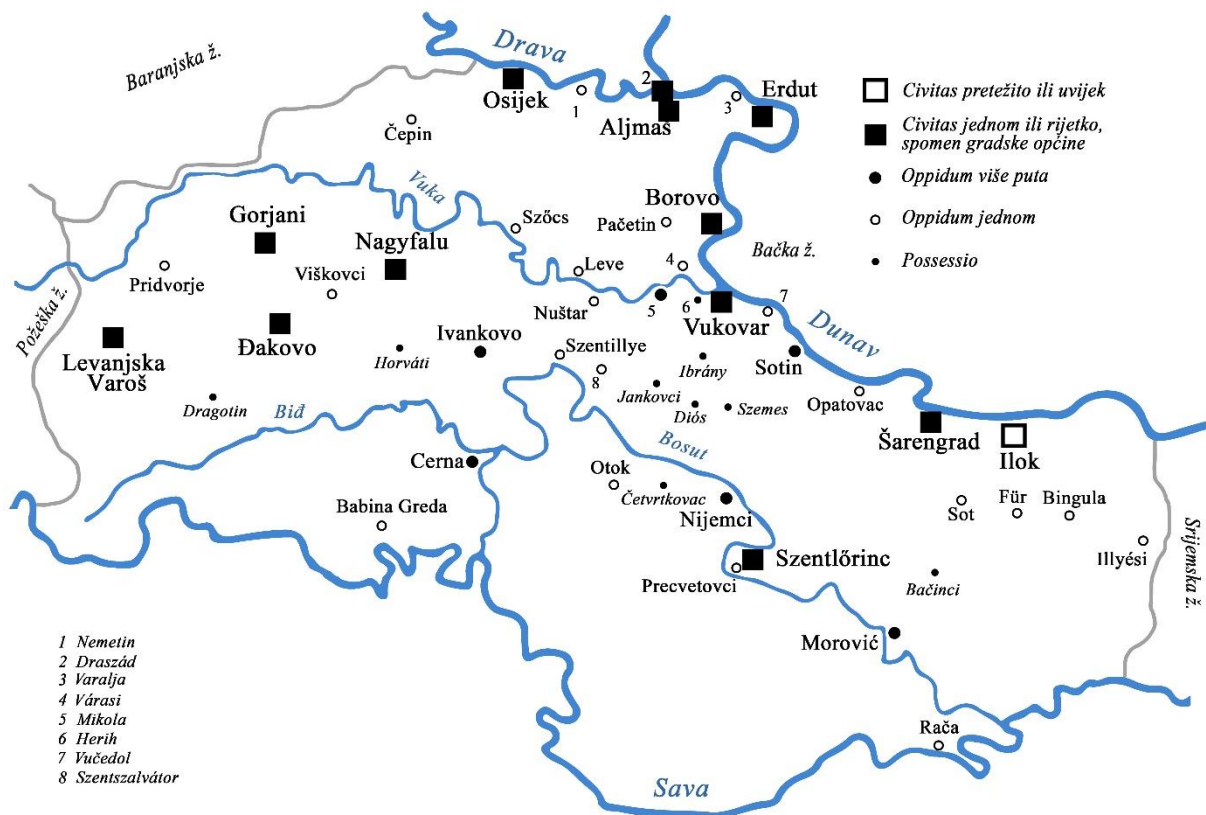 Drava
Baranjska ž.
Osijek
1
2
Aljmaš
3
Erdut
Čepin
Civitas pretežito ili uvijek
Civitas jednom ili rijetko,
spomen gradske općine
Oppidum više puta
Oppidum jednom
Possessio
Vuka
Gorjani
Nagyfalu
Szőcs
Pačetin
Borovo
Bačka ž.
Pridvorje
Viškovci
Leve
4
Nuštar
5
6
Vukovar
7
Dunav
Požeška ž.
Levanjska
Varoš
Đakovo
Ivankovo
Horváti
Szentillye
8
Ibrány
Sotin
Jankovci
Diós
Szemes
Opatovac
Dragotin
Biđ
Bosut
Šarengrad
Ilok
Cerna
Otok
Četvrtkovac
Nijemci
Babina Greda
Sot
Für
Bingula
Illyési
Srijemska ž.
Szentlőrinc
Precvetovci
Bačinci
Morović
Rača
Sava
1 Nemetin
2 Draszád
3 Varalja
4 Várasi
5 Mikola
6 Herih
7 Vučedol
8 Szentszalvátor